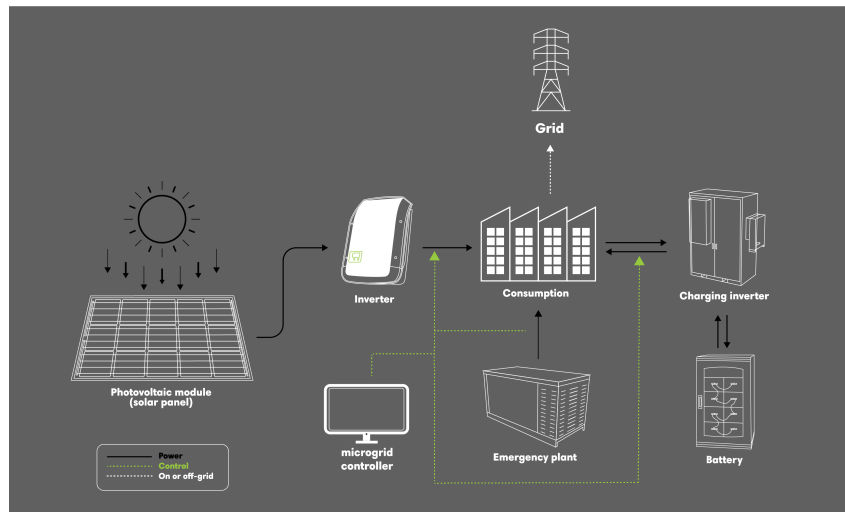 Grid
Inverter
Consumption
Charging inverter
Photovoltaic module
(solar panel)
microgrid
controller
Emergency plant
Battery
Power
Control
On or off-grid